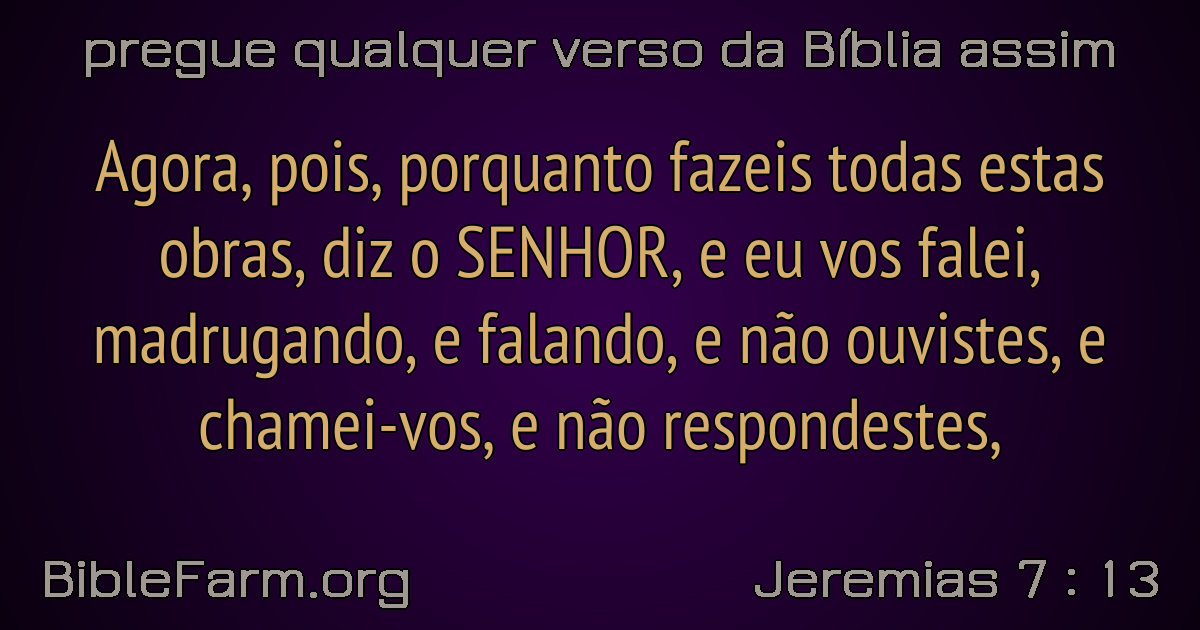 pregue qualquer verso da Bíblia assim
Agora, pois, porquanto fazeis todas estas
obras, diz o SENHOR, e eu vos falei,
madrugando, e falando, e não ouvistes, e
chamei-vos, e não respondestes,
BibleFarm.org
Jeremias 7 : 13